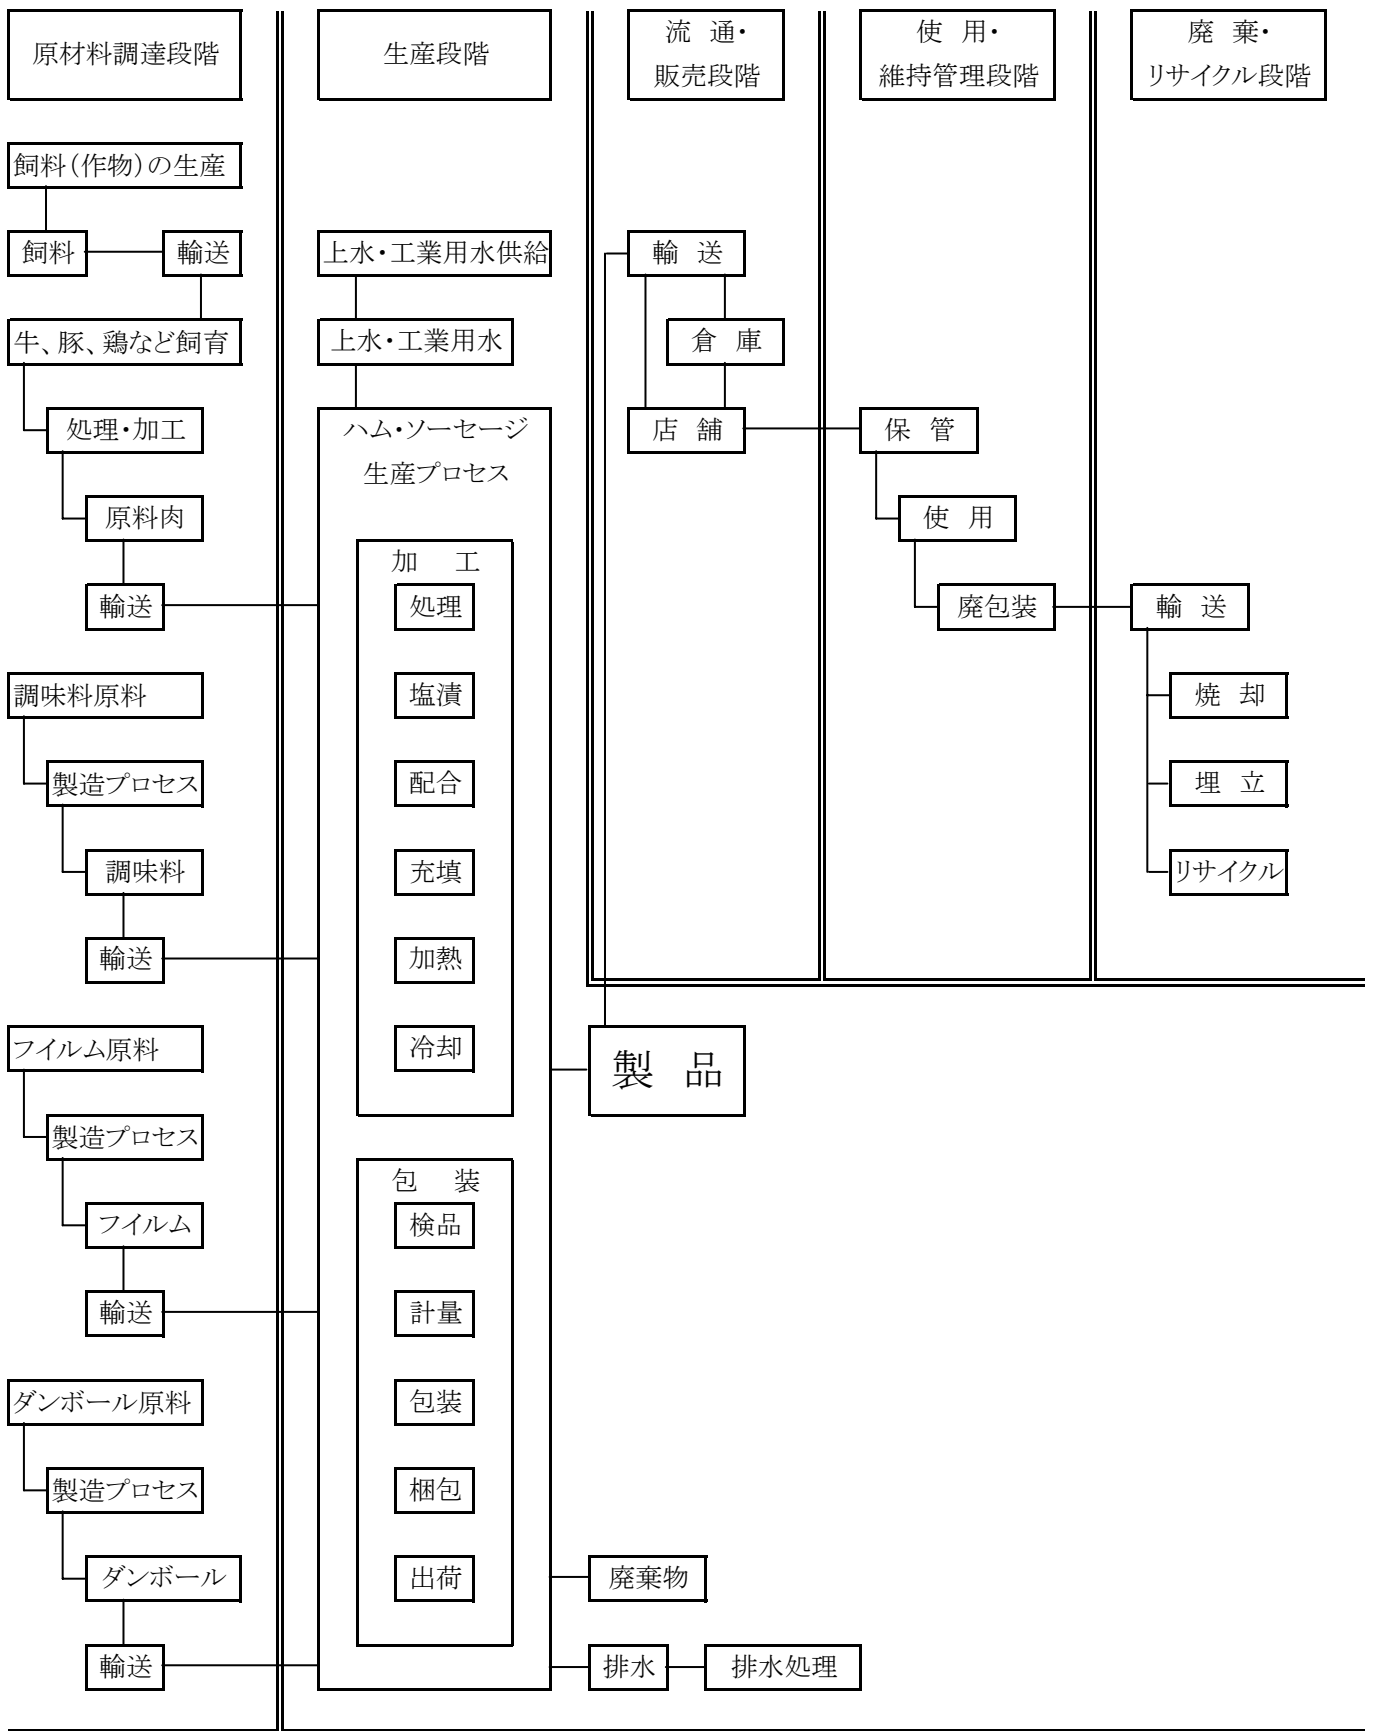 原材料調達段階
生産段階
流 通・
販売段階
使 用・
維持管理段階
廃 棄・
リサイクル段階
飼料(作物)の生産
飼料
輸送
牛、豚、鶏など飼育
処理・加工
原料肉
輸送
調味料原料
製造プロセス
調味料
輸送
フイルム原料
製造プロセス
フイルム
輸送
ダンボール原料
製造プロセス
ダンボール
輸送
上水・工業用水供給
上水・工業用水
ハム・ソーセージ
生産プロセス
加 工
処理
塩漬
配合
充填
加熱
冷却
包 装
検品
計量
包装
梱包
出荷
製 品
廃棄物
排水
排水処理
輸 送
倉 庫
店 舗
保 管
使 用
廃包装
輸 送
焼 却
埋 立
リサイクル